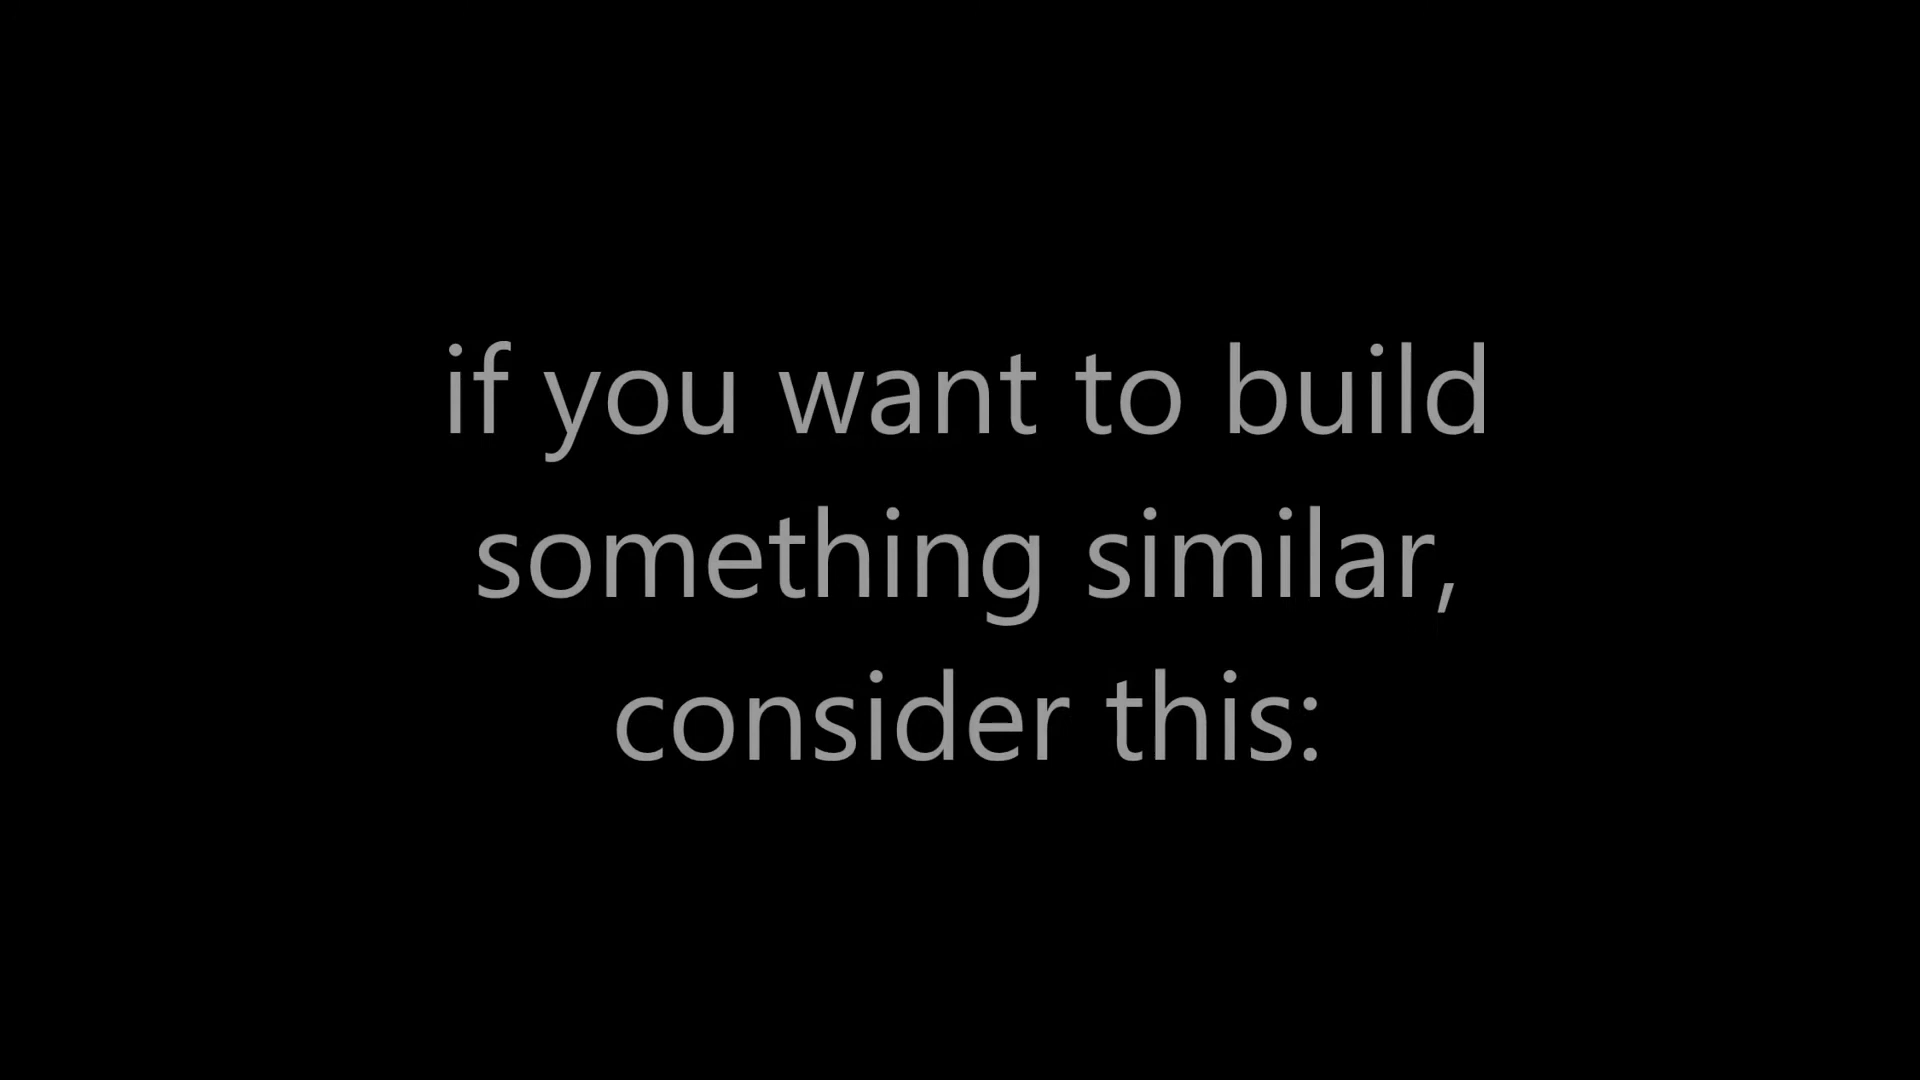 if you want to build
something similar,
consider this: